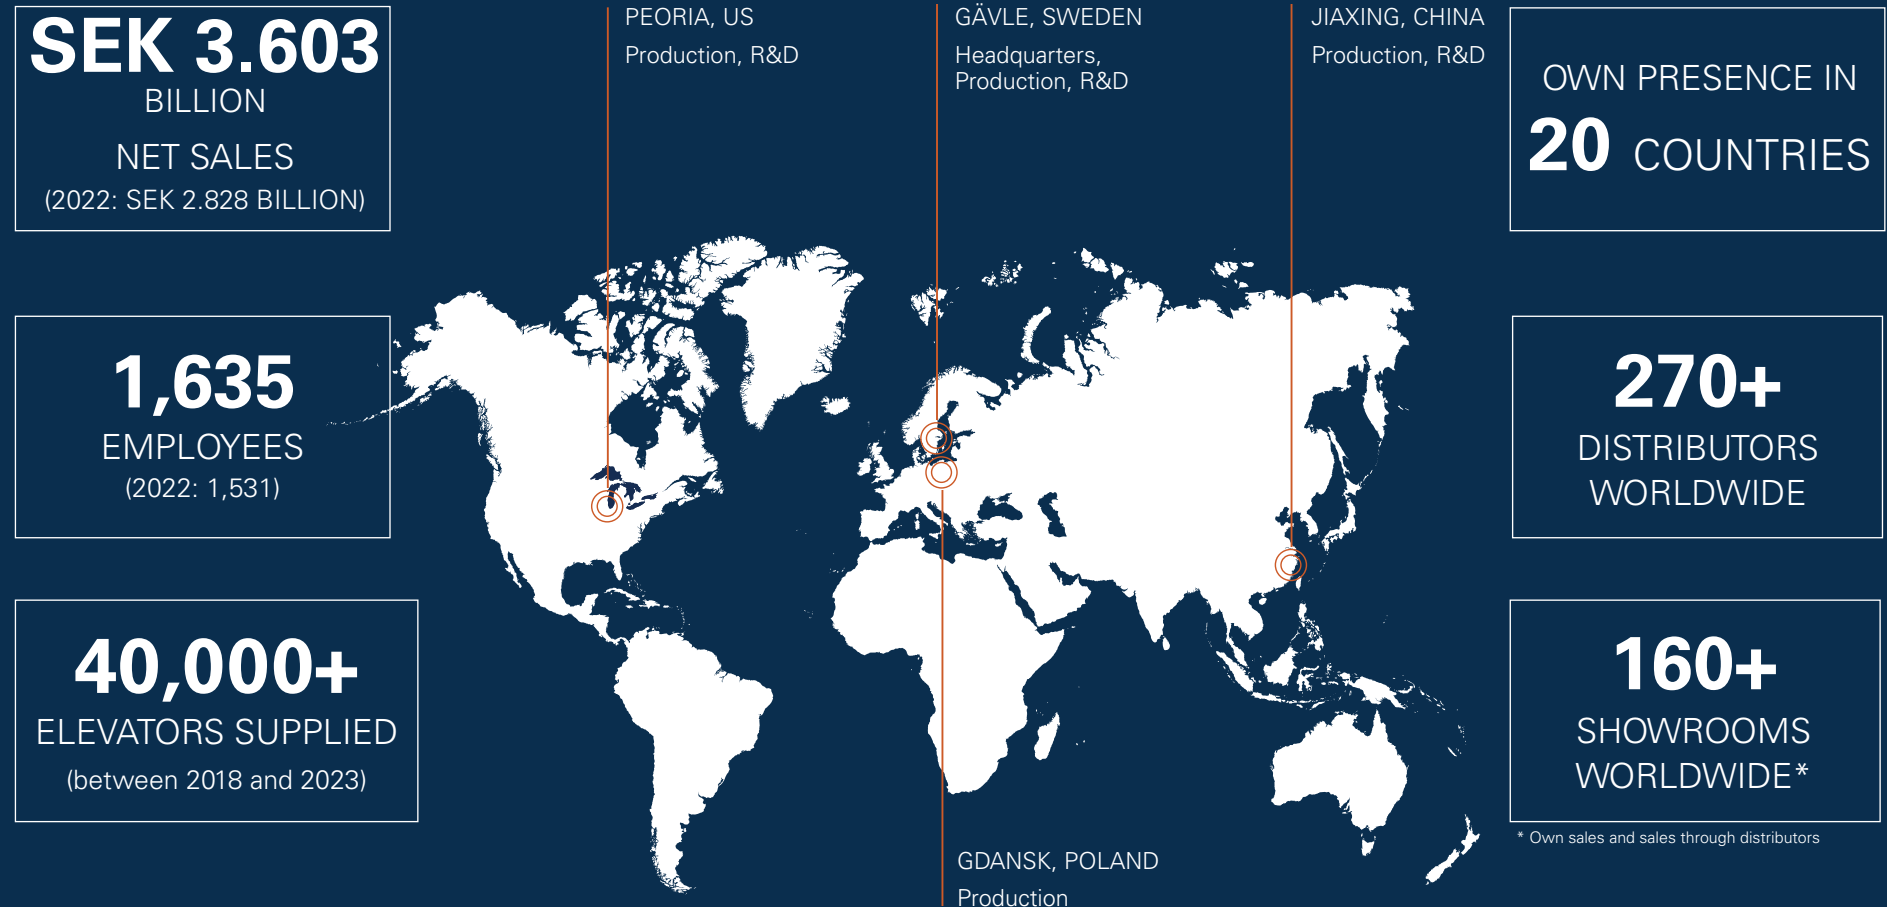 SEK 3.603
BILLION
NET SALES
(2022: SEK 2.828 BILLION)
PEORIA, US
Production, R&D
GÄVLE, SWEDEN
Headquarters,
Production, R&D
JIAXING, CHINA
Production, R&D
OWN PRESENCE IN
20 COUNTRIES
1,635
EMPLOYEES
(2022: 1,531)
270+
DISTRIBUTORS
WORLDWIDE
40,000+
ELEVATORS SUPPLIED
(between 2018 and 2023)
160+
SHOWROOMS
WORLDWIDE*
* Own sales and sales through distributors
GDANSK, POLAND
Production